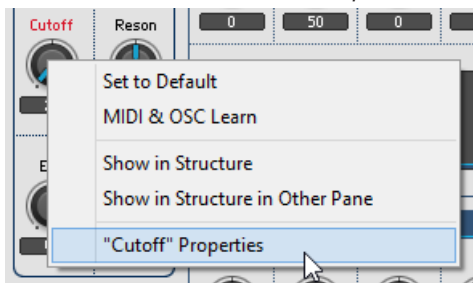 Cutoff Reson 0 50 0
Set to Default
MIDI & OSC Learn
Show in Structure
Show in Structure in Other Pane
"Cutoff" Properties